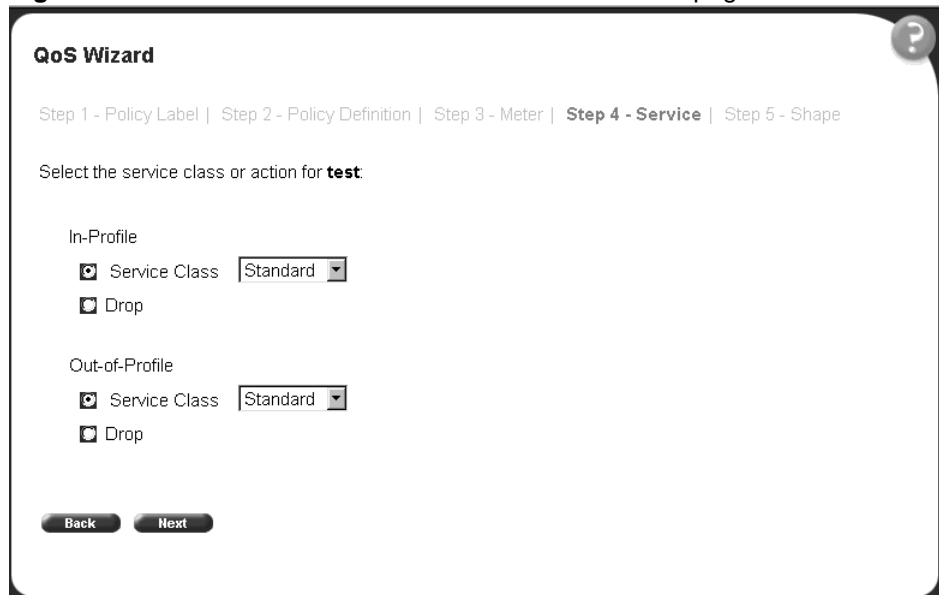 QoS Wizard
Step 1 - Policy Label | Step 2 - Policy Definition | Step 3 - Meter | Step 4 - Service | Step 5 - Shape
Select the service class or action for test:
In-Profile
Service Class Standard
Drop
Out-of-Profile
Service Class Standard
Drop
Back Next
?